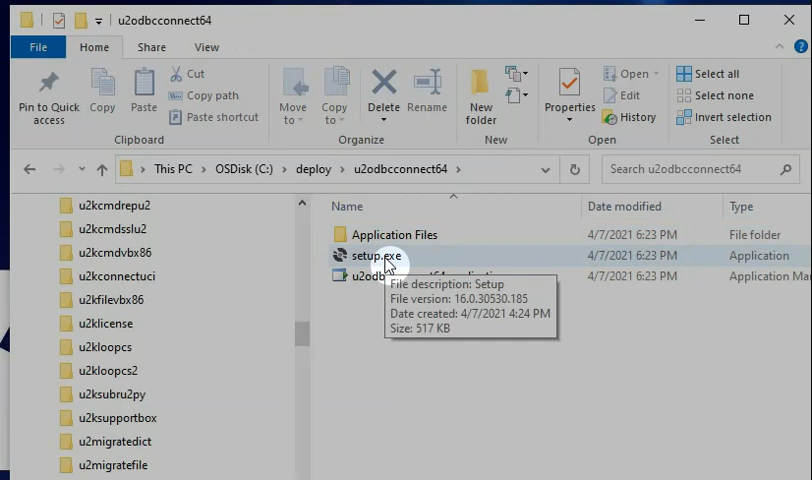 u2odbcconnect64
File Home Share View
Pin to Quick access
Copy
Paste
Cut
Copy path
Paste shortcut
Move to
Copy to
Delete
Rename
New folder
Properties
Open
Edit
History
Select all
Select none
Invert selection
Clipboard Organize New Open Select
This PC > OSDisk (C:) > deploy > u2odbcconnect64 >
Search u2odbcconnect64
Name Date modified Type
Application Files 4/7/2021 6:23 PM File folder
setup.exe 4/7/2021 6:23 PM Application
4/7/2021 6:23 PM Application Ma
File description: Setup
File version: 16.0.30530.185
Date created: 4/7/2021 4:24 PM
Size: 517 KB
u2kcmdrepu2
u2kcmdsslu2
u2kcmdvbx86
u2kconnectuci
u2kfilevbx86
u2klicense
u2kloopcs
u2kloopcs2
u2ksubru2py
u2ksupportbox
u2migratedict
u2migratefile